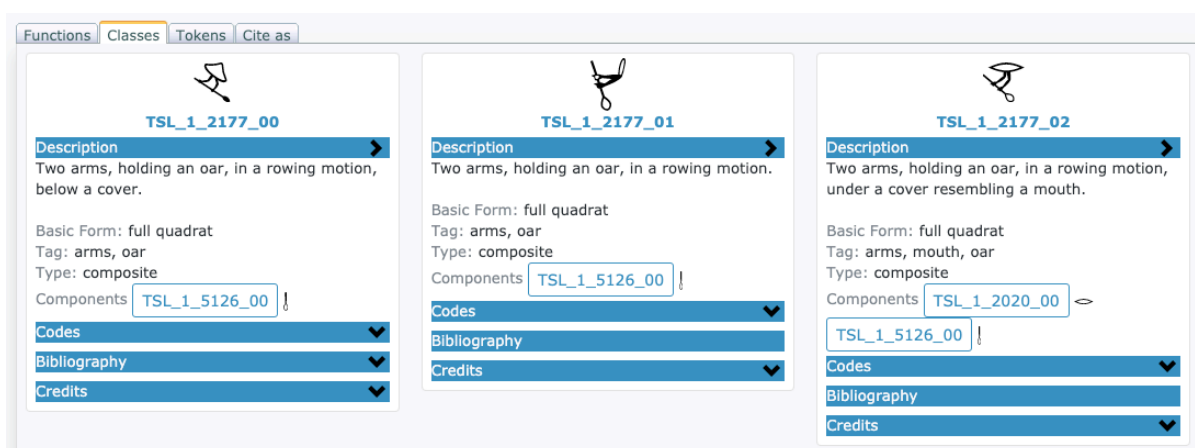 Functions Classes Tokens Cite as
TSL_1_2177_00
Description
Two arms, holding an oar, in a rowing motion,
below a cover.
Basic Form: full quadrat
Tag: arms, oar
Type: composite
Components TSL_1_5126_00
Codes
Bibliography
Credits
TSL_1_2177_01
Description
Two arms, holding an oar, in a rowing motion.
Basic Form: full quadrat
Tag: arms, oar
Type: composite
Components TSL_1_5126_00
Codes
Bibliography
Credits
TSL_1_2177_02
Description
Two arms, holding an oar, in a rowing motion,
under a cover resembling a mouth.
Basic Form: full quadrat
Tag: arms, mouth, oar
Type: composite
Components TSL_1_2020_00
TSL_1_5126_00
Codes
Bibliography
Credits